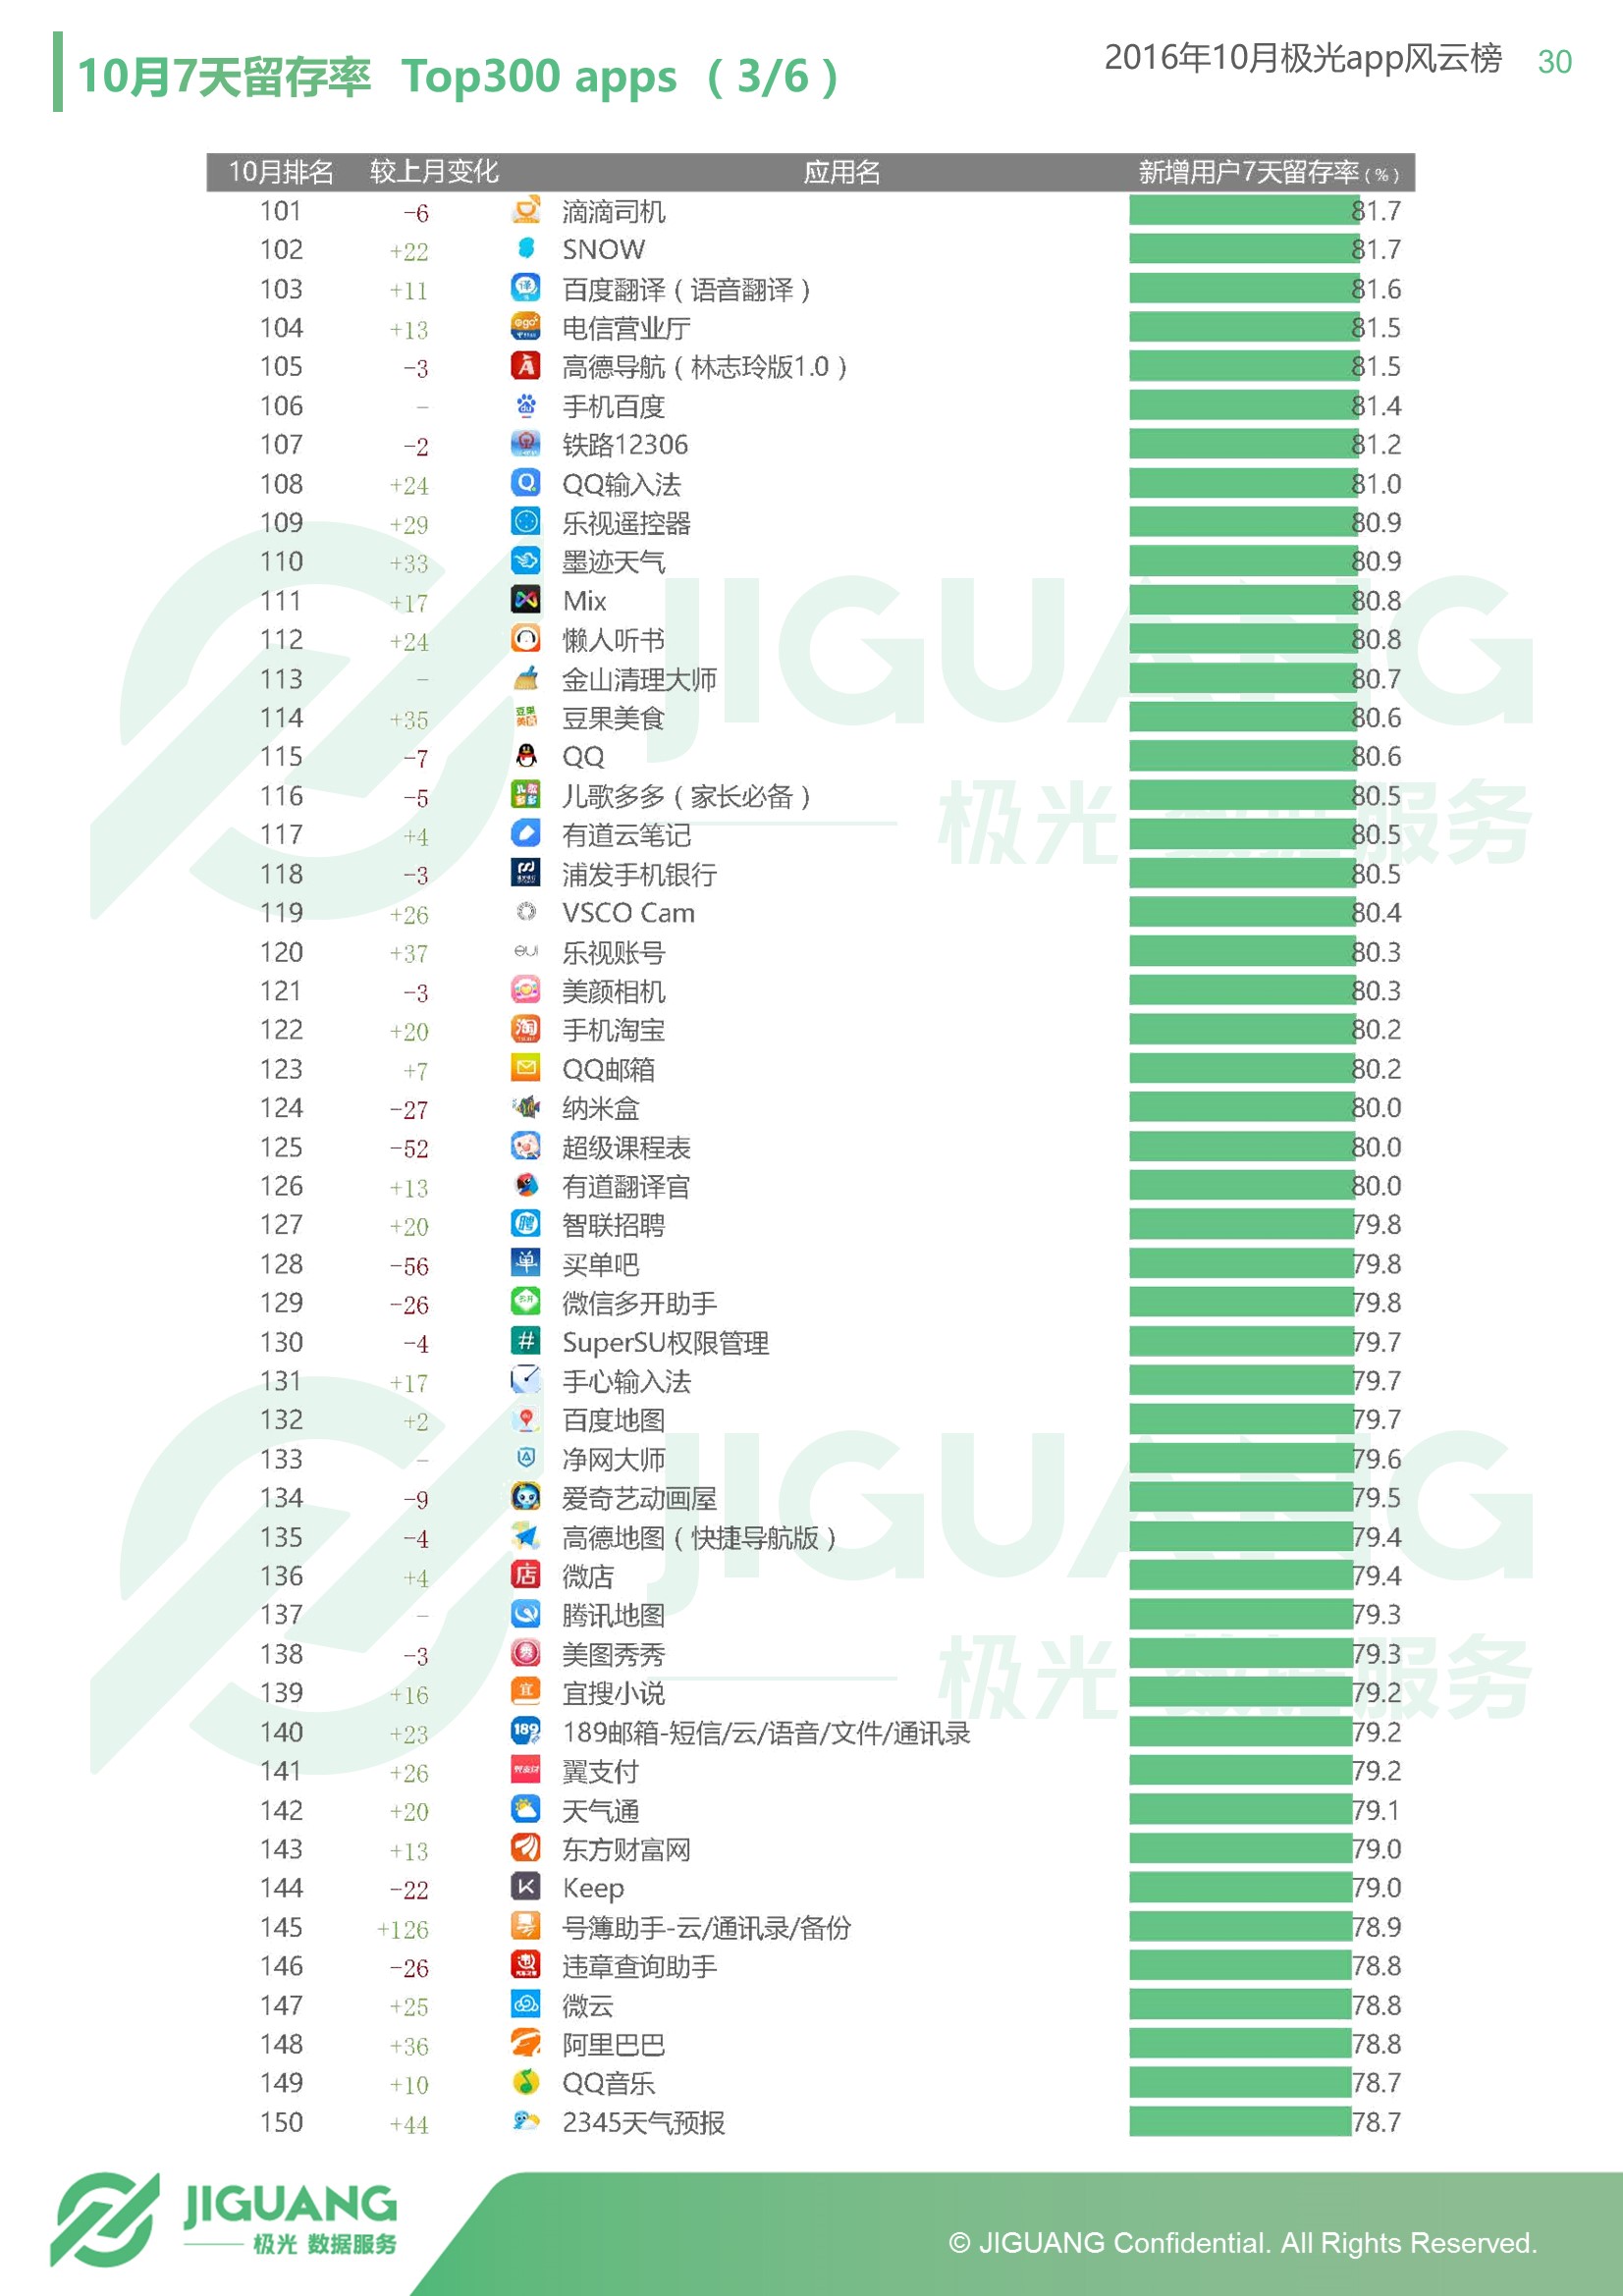 10月7天留存率 Top300 apps（3/6）
2016年10月极光app风云榜 30
10月排名 较上月变化 应用名 新增用户7天留存率(%)
101 -6 滴滴司机 81.7
102 +22 SNOW 81.7
103 +11 百度翻译（语音翻译） 81.6
104 +13 电信营业厅 81.5
105 -3 高德导航（林志玲版1.0） 81.5
106 - 手机百度 81.4
107 -2 铁路12306 81.2
108 +24 QQ输入法 81.0
109 +29 乐视遥控器 80.9
110 +33 墨迹天气 80.9
111 +17 Mix 80.8
112 +24 懒人听书 80.8
113 - 金山清理大师 80.7
114 +35 豆果美食 80.6
115 -7 QQ 80.6
116 -5 儿歌多多（家长必备） 80.5
117 +4 有道云笔记 80.5
118 -3 浦发手机银行 80.5
119 +26 VSCO Cam 80.4
120 +37 乐视账号 80.3
121 -3 美颜相机 80.3
122 +20 手机淘宝 80.2
123 +7 QQ邮箱 80.2
124 -27 纳米盒 80.0
125 -52 超级课程表 80.0
126 +13 有道翻译官 80.0
127 +20 智联招聘 79.8
128 -56 买单吧 79.8
129 -26 微信多开助手 79.8
130 -4 SuperSU权限管理 79.7
131 +17 手心输入法 79.7
132 +2 百度地图 79.7
133 - 净网大师 79.6
134 -9 爱奇艺动画屋 79.5
135 -4 高德地图（快捷导航版） 79.4
136 +4 微店 79.4
137 - 腾讯地图 79.3
138 -3 美图秀秀 79.3
139 +16 宜搜小说 79.2
140 +23 189邮箱-短信/云/语音/文件/通讯录 79.2
141 +26 翼支付 79.2
142 +20 天气通 79.1
143 +13 东方财富网 79.0
144 -22 Keep 79.0
145 +126 号簿助手-云/通讯录/备份 78.9
146 -26 违章查询助手 78.8
147 +25 微云 78.8
148 +36 阿里巴巴 78.8
149 +10 QQ音乐 78.7
150 +44 2345天气预报 78.7
JIGUANG
极光 数据服务
© JIGUANG Confidential. All Rights Reserved.